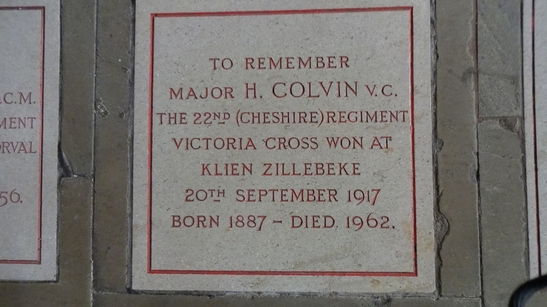 TO REMEMBER
MAJOR H. COLVIN V.C.
THE 22ND (CHESHIRE) REGIMENT
VICTORIA CROSS WON AT
KLIEN ZILLEBEKE
20TH SEPTEMBER 1917
BORN 1887 – DIED 1962.
.C.M.
MENT
ORVAL
56.